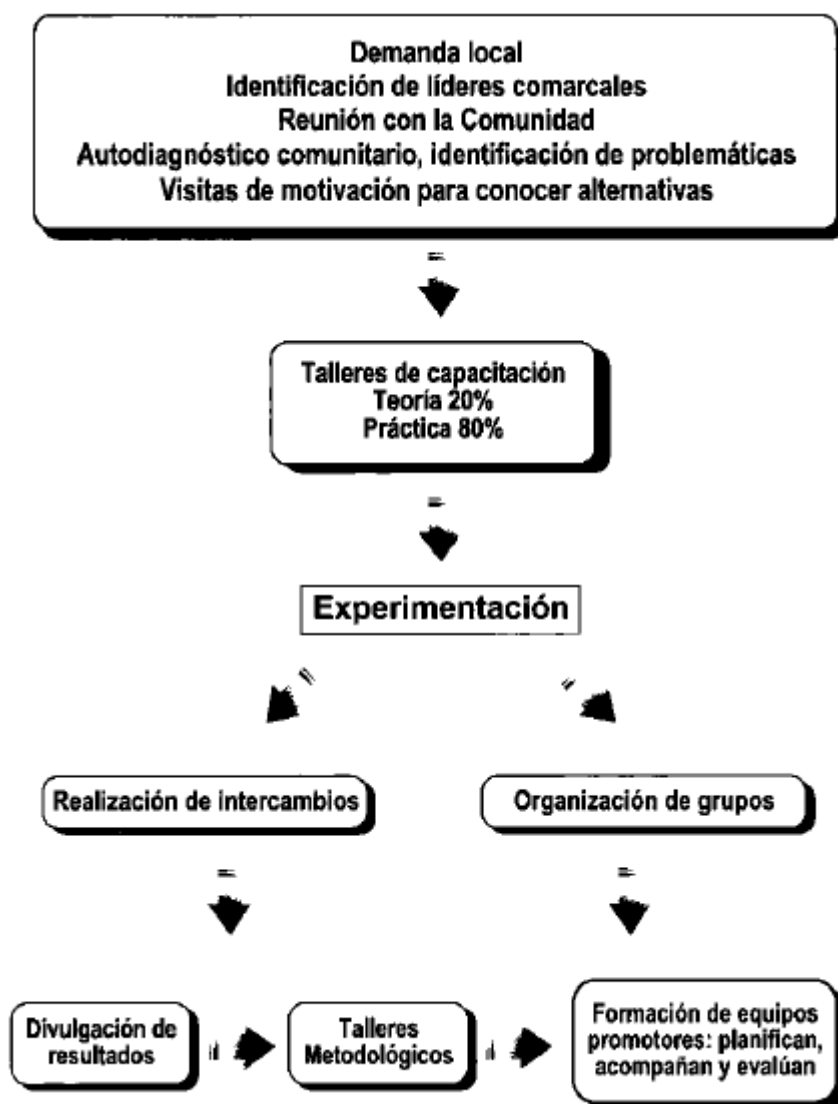 Demanda local
Identificación de líderes comarcales
Reunión con la Comunidad
Autodiagnóstico comunitario, identificación de problemáticas
Visitas de motivación para conocer alternativas
Talleres de capacitación
Teoría 20%
Práctica 80%
Experimentación
Realización de intercambios
Organización de grupos
Divulgación de
resultados
Talleres
Metodológicos
Formación de equipos
promotores: planifican,
acompañan y evalúan